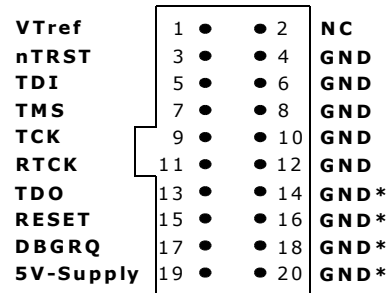 VTref 1 2 NC
nTRST 3 4 GND
TDI 5 6 GND
TMS 7 8 GND
TCK 9 10 GND
RTCK 11 12 GND
TDO 13 14 GND*
RESET 15 16 GND*
DBGRQ 17 18 GND*
5V-Supply 19 20 GND*